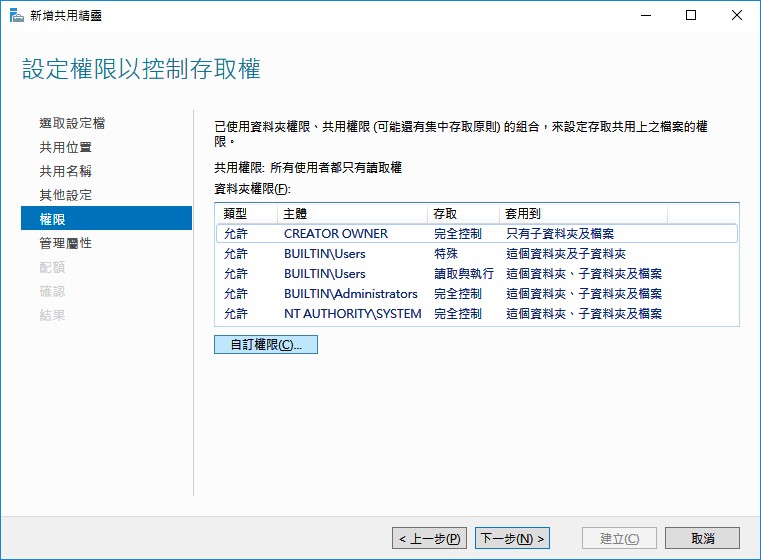 新增共用精靈
設定權限以控制存取權
選取設定檔
共用位置
共用名稱
其他設定
權限
管理屬性
配額
確認
結果
已使用資料夾權限、共用權限 (可能還有集中存取原則) 的組合，來設定存取共用上之檔案的權
限。
共用權限: 所有使用者都只有讀取權
資料夾權限(F):
類型 主體 存取 套用到
允許 CREATOR OWNER 完全控制 只有子資料夾及檔案
允許 BUILTIN\Users 特殊 這個資料夾及子資料夾
允許 BUILTIN\Users 讀取與執行 這個資料夾、子資料夾及檔案
允許 BUILTIN\Administrators 完全控制 這個資料夾、子資料夾及檔案
允許 NT AUTHORITY\SYSTEM 完全控制 這個資料夾、子資料夾及檔案
自訂權限(C)...
< 上一步(P) 下一步(N) > 建立(C) 取消